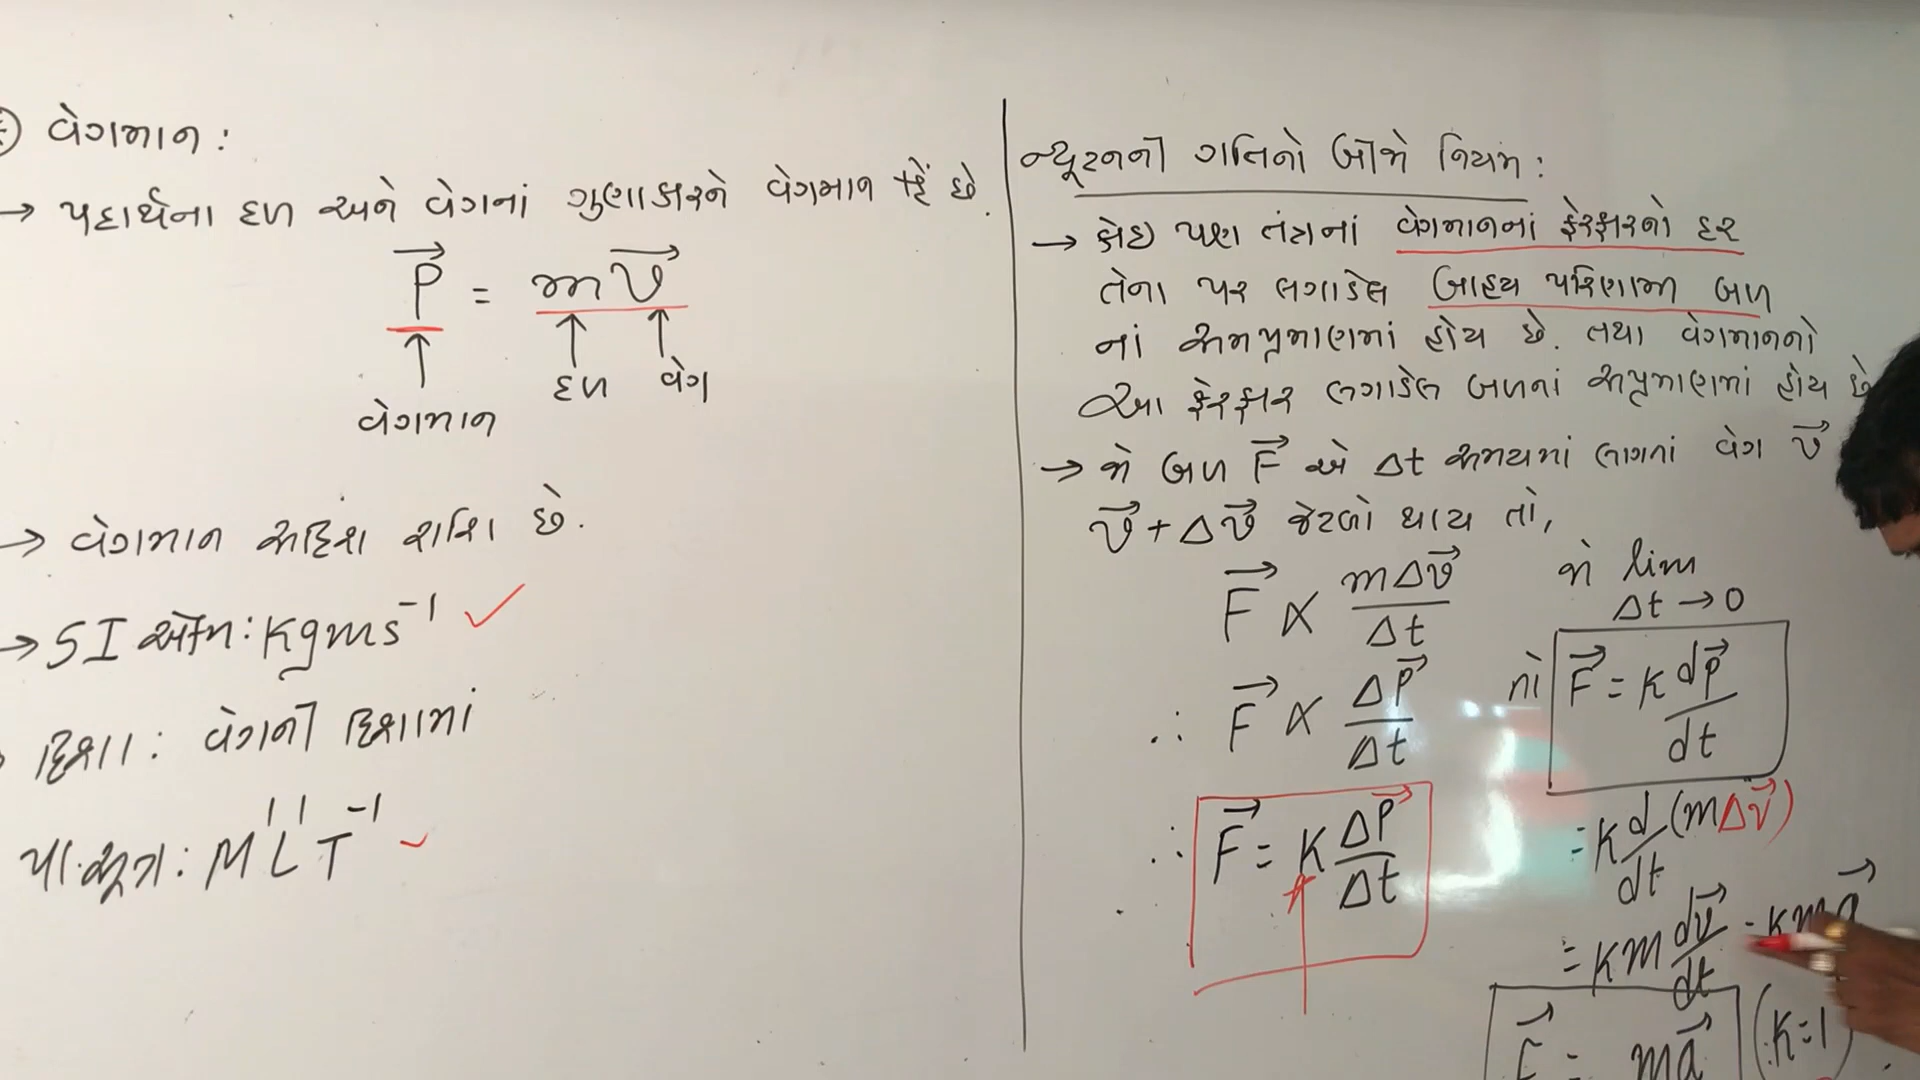 વેગમાન :
→ પદાર્થના દળ અને વેગનાં ગુણાકારને વેગમાન કહે છે.
P⃗ = mv⃗
દળ વેગ
વેગમાન
→ વેગમાન સદિશ રાશિ છે.
→ SI એકમ : Kgms⁻¹
દિશા : વેગની દિશામાં
પા.સૂત્ર : M¹L¹T⁻¹
ન્યૂટનની ગતિનો બીજો નિયમ :
→ કોઇ પણ તંત્રનાં વેગમાનનાં ફેરફારનો દર
તેના પર લગાડેલ બાહ્ય પરિણામી બળ
નાં સમપ્રમાણમાં હોય છે. તથા વેગમાનનો
આ ફેરફાર લગાડેલ બળનાં સપ્રમાણમાં હોય છે
→ જો બળ F⃗ એ Δt સમયમાં લાગતાં વેગ v⃗
v⃗ + Δv⃗ જેટલો થાય તો,
F⃗ ∝ mΔv⃗/Δt
∴ F⃗ ∝ Δp⃗/Δt
∴ F⃗ = K Δp⃗/Δt
જો lim Δt → 0
તો F⃗ = K dp⃗/dt
= K d/dt (mΔv⃗)
= Km dv⃗/dt = Kma⃗
F⃗ = ma⃗ (∵ K=1)